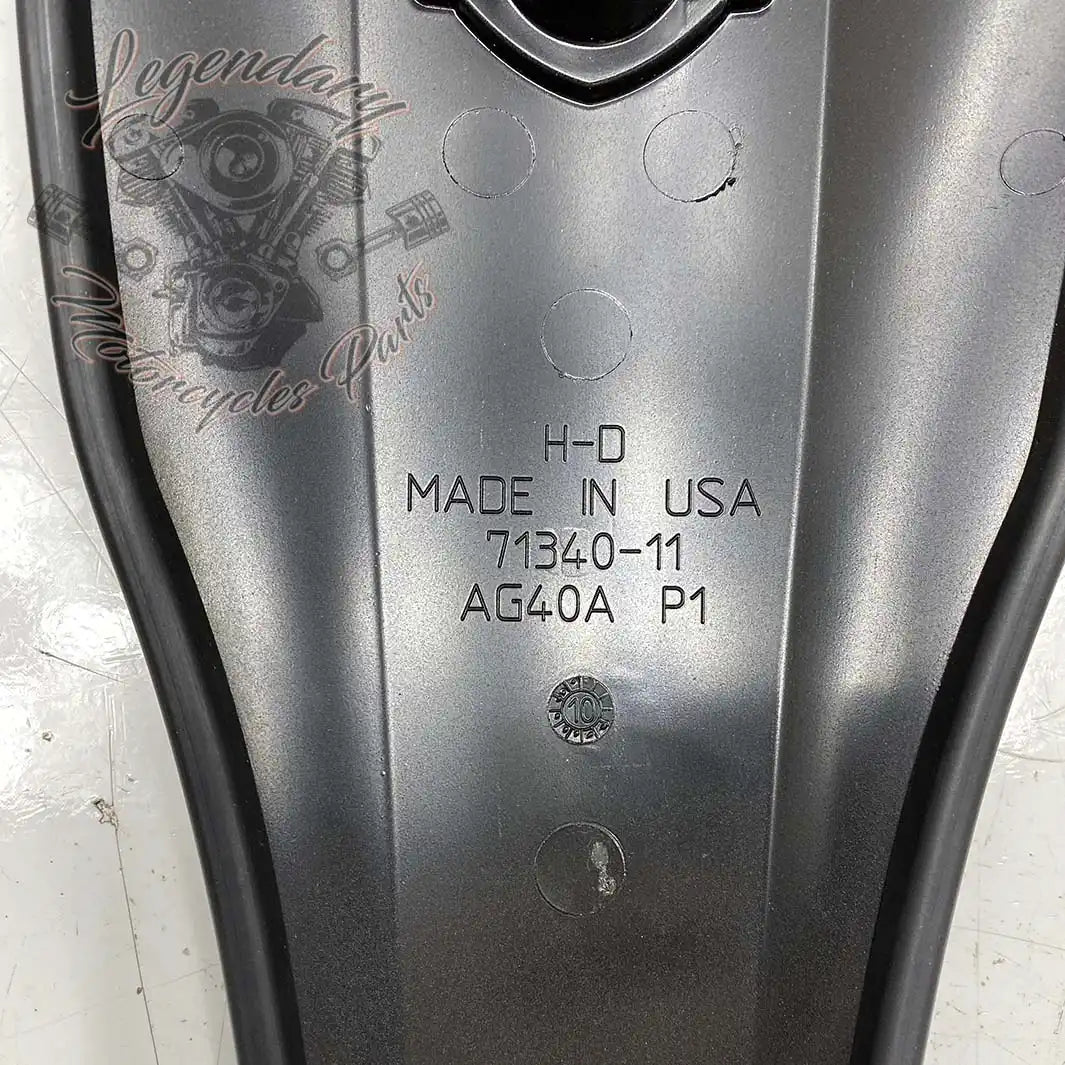 Legendary
Motorcycles Parts
H-D
MADE IN USA
71340-11
AG40A P1
10